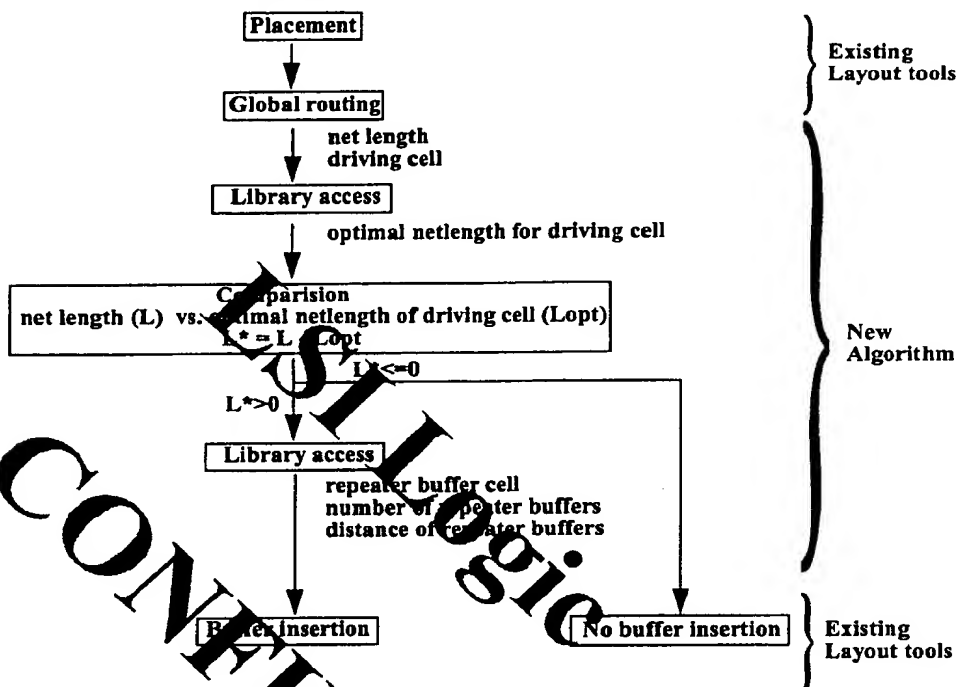 Placement
Existing
Layout tools
Global routing
net length
driving cell
Library access
optimal netlength for driving cell
Comparision
net length (L) vs. optimal netlength of driving cell (Lopt)
L* = L Lopt
New
Algorithm
L*<=0
L*>0
Library access
repeater buffer cell
number of repeater buffers
distance of repeater buffers
Buffer insertion
No buffer insertion
Existing
Layout tools
LSI Logic